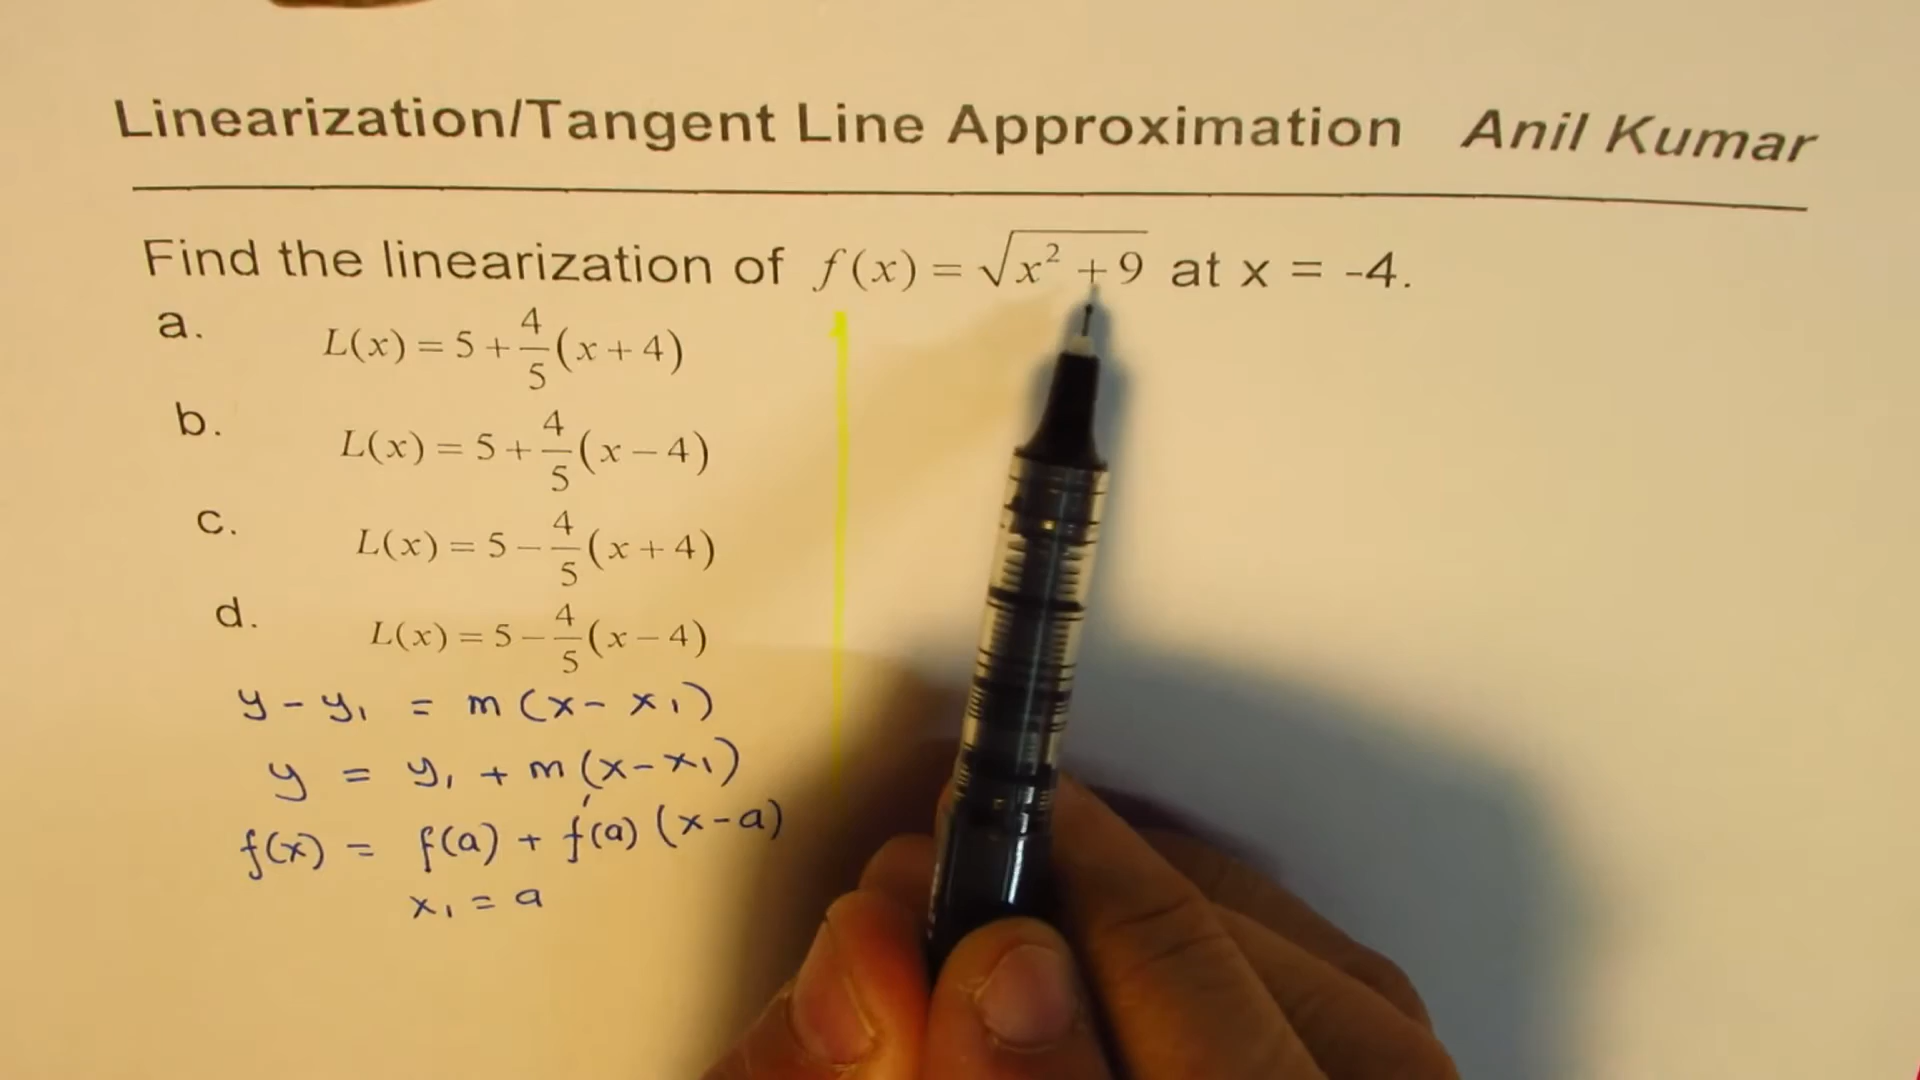 Linearization/Tangent Line Approximation Anil Kumar
Find the linearization of f(x) = √(x² + 9) at x = -4.
a. L(x) = 5 + 4/5 (x + 4)
b. L(x) = 5 + 4/5 (x − 4)
c. L(x) = 5 − 4/5 (x + 4)
d. L(x) = 5 − 4/5 (x − 4)
y − y₁ = m (x − x₁)
y = y₁ + m (x − x₁)
f(x) = f(a) + f′(a) (x − a)
x₁ = a